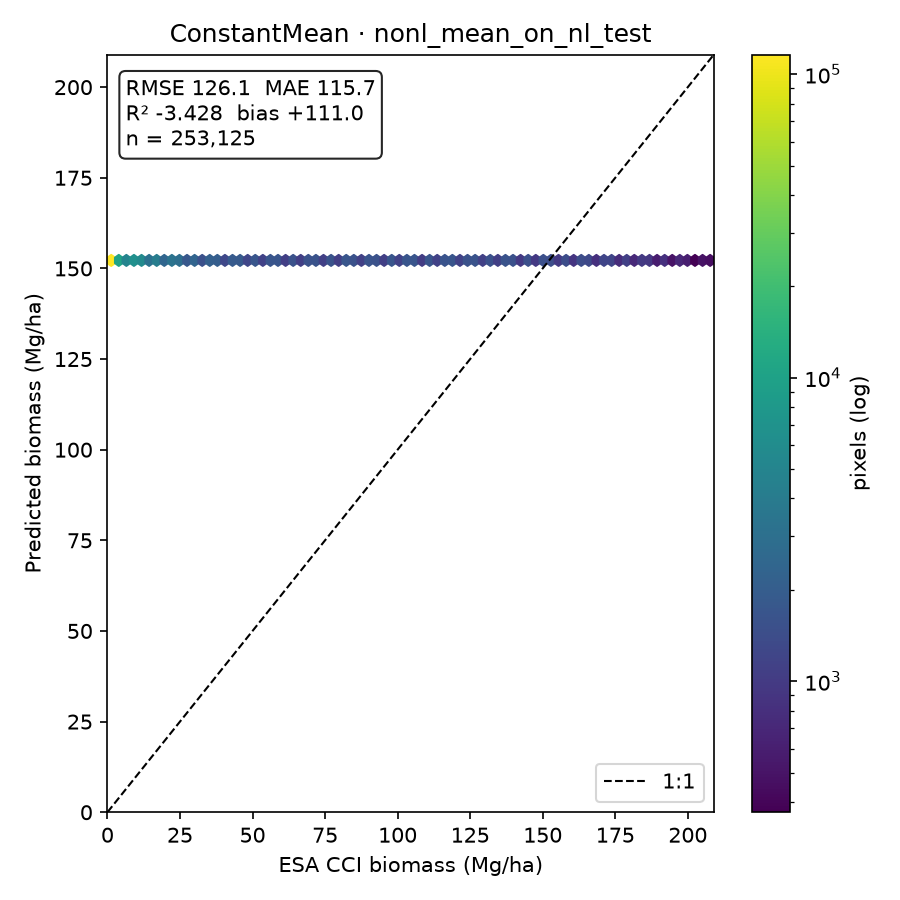 ConstantMean · nonl_mean_on_nl_test
RMSE 126.1  MAE 115.7
R² -3.428  bias +111.0
n = 253,125
200
175
150
125
100
75
50
25
0
0 25 50 75 100 125 150 175 200
Predicted biomass (Mg/ha)
ESA CCI biomass (Mg/ha)
1:1
10⁵
10⁴
10³
pixels (log)